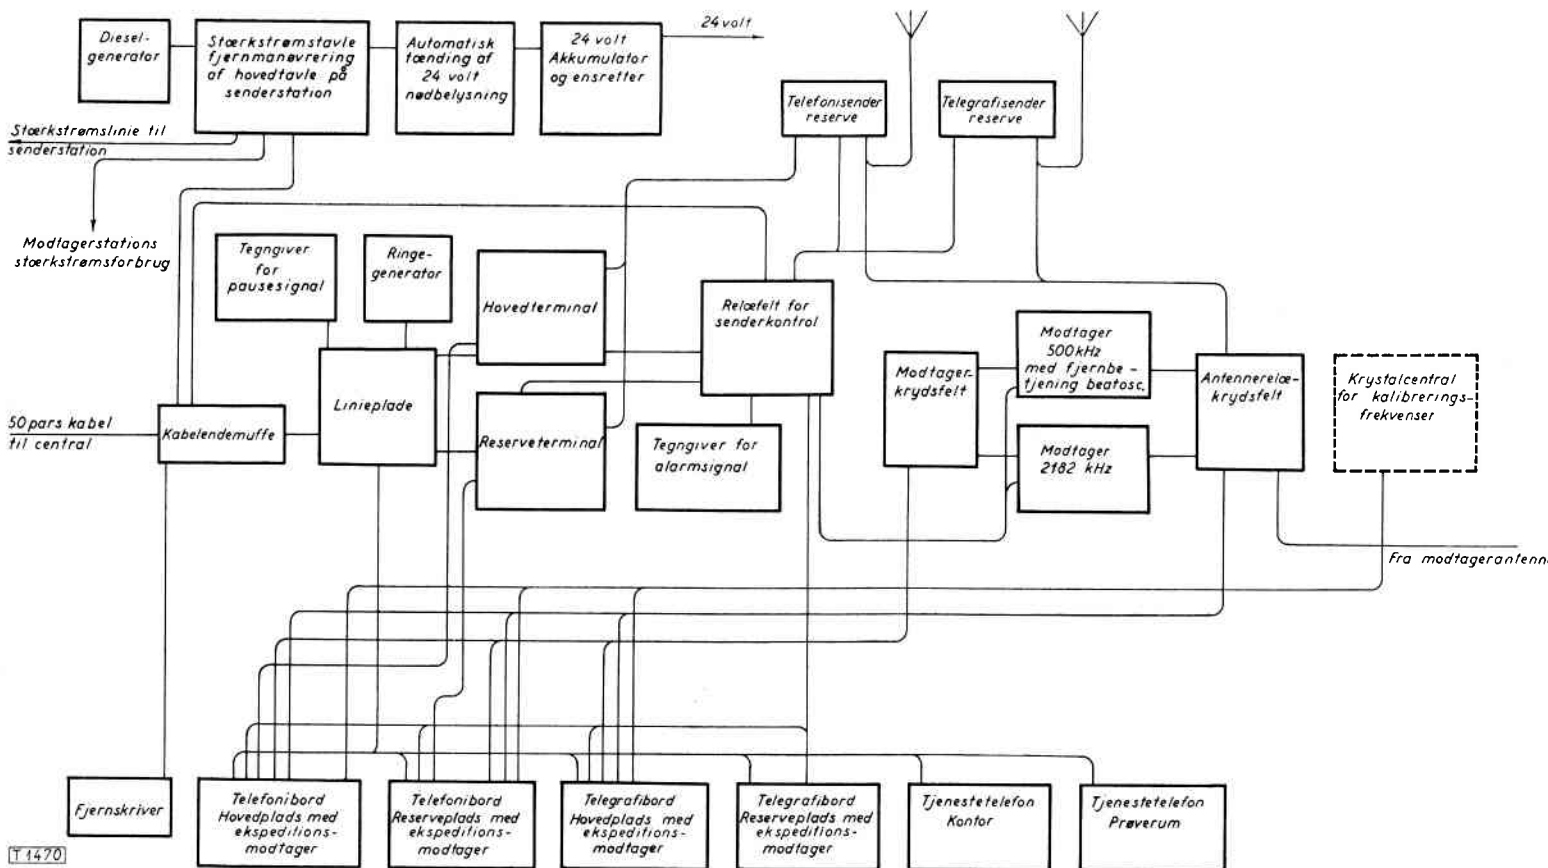 Diesel-
generator
Stærkstrømstavle
fjernmanøvrering
af hovedtavle på
senderstation
Automatisk
tænding af
24 volt
nødbelysning
24 volt
Akkumulator
og ensretter
24 volt
Telefonisender
reserve
Telegrafisender
reserve
Stærkstrømslinie til
senderstation
Modtagerstations
stærkstrømsforbrug
Tegngiver
for
pausesignal
Ringe-
generator
Hovedterminal
Relæfelt for
senderkontrol
Modtager-
krydsfelt
Modtager
500 kHz
med fjernbe-
tjening beatosc.
Antennerelæ-
krydsfelt
Krystalcentral
for kalibrerings-
frekvenser
50 pars kabel
til central
Kabelendemuffe
Linieplade
Reserveterminal
Tegngiver for
alarmsignal
Modtager
2182 kHz
Fra modtagerantenn
Fjernskriver
Telefonibord
Hovedplads med
ekspeditions-
modtager
Telefonibord
Reserveplads med
ekspeditions-
modtager
Telegrafibord
Hovedplads med
ekspeditions-
modtager
Telegrafibord
Reserveplads med
ekspeditions-
modtager
Tjenestetelefon
Kontor
Tjenestetelefon
Prøverum
T 1470